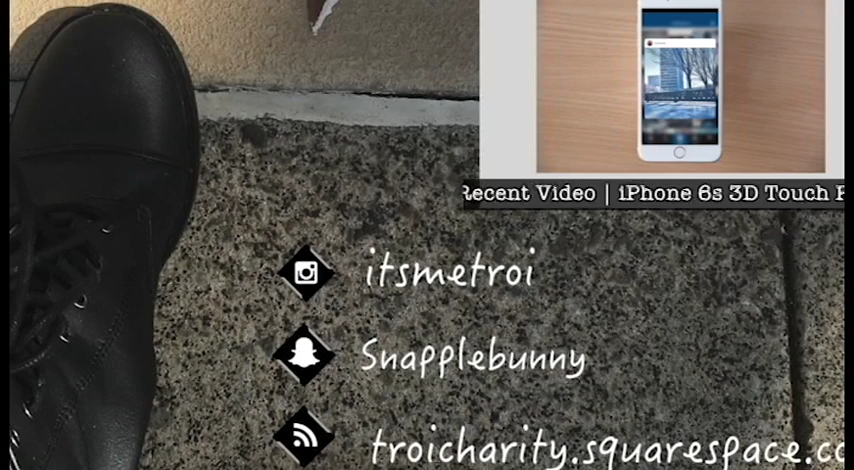 Recent Video | iPhone 6s 3D Touch
itsmetroi
Snapplebunny
troicharity.squarespace.co